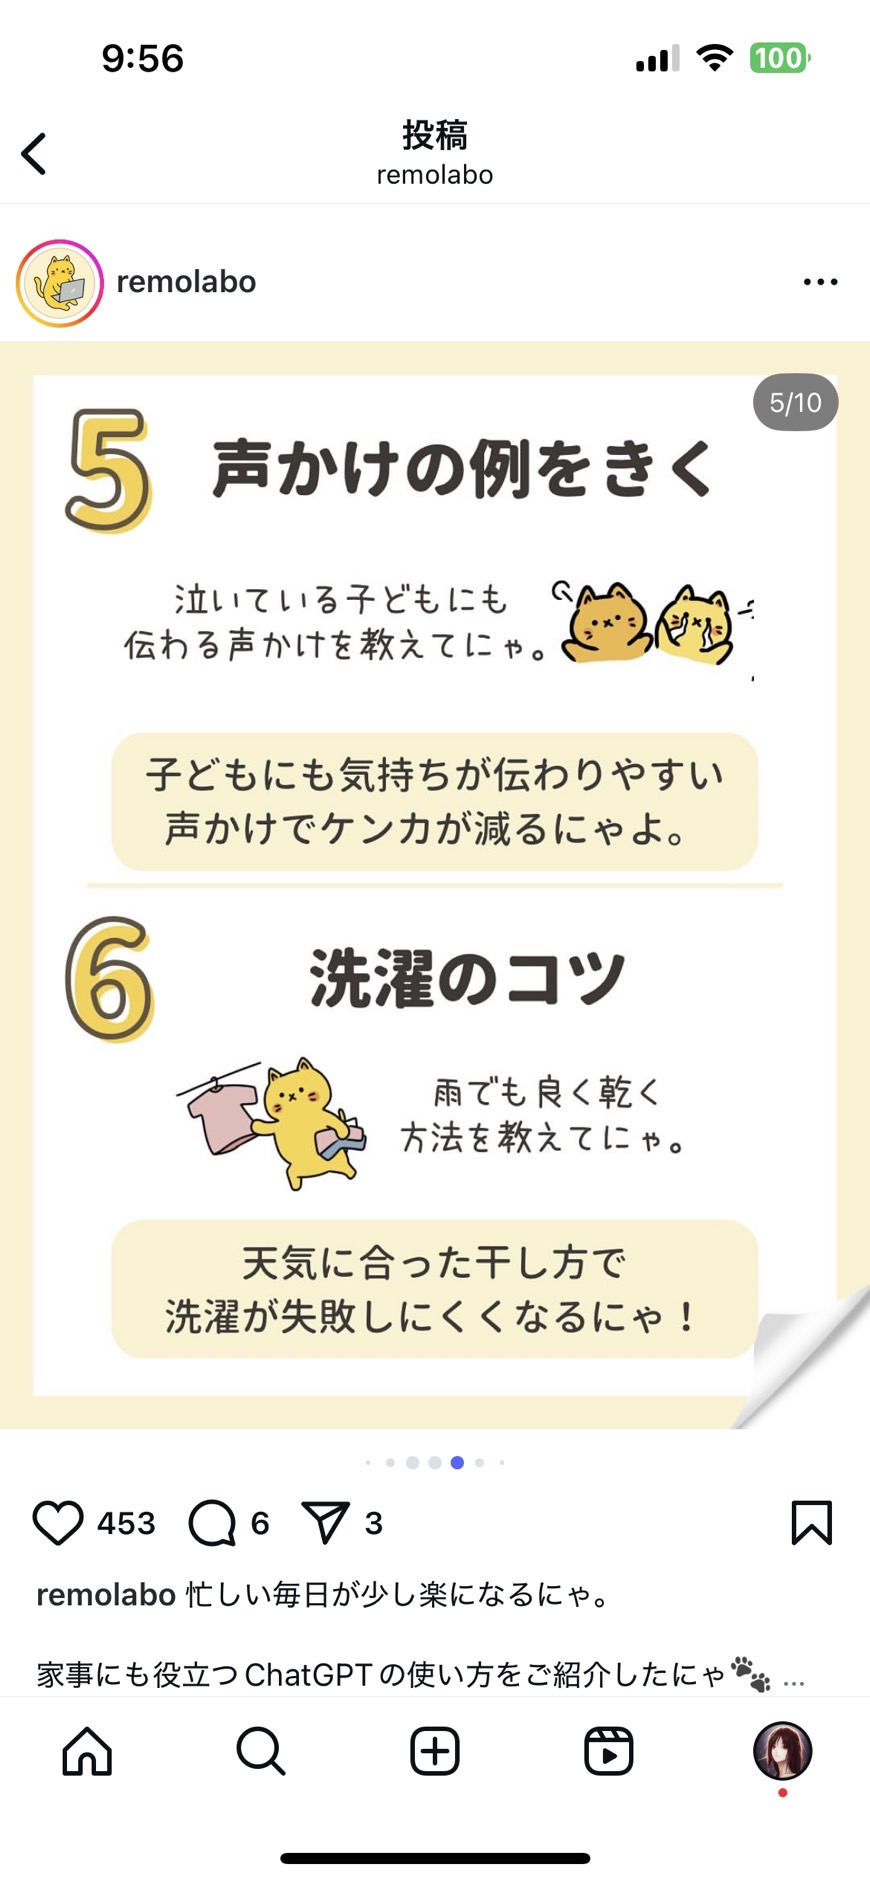 9:56
100
投稿
remolabo
remolabo
5/10
5 声かけの例をきく
泣いている子どもにも
伝わる声かけを教えてにゃ。
子どもにも気持ちが伝わりやすい
声かけでケンカが減るにゃよ。
6 洗濯のコツ
雨でも良く乾く
方法を教えてにゃ。
天気に合った干し方で
洗濯が失敗しにくくなるにゃ！
453 6 3
remolabo 忙しい毎日が少し楽になるにゃ。
家事にも役立つChatGPTの使い方をご紹介したにゃ🐾 ...